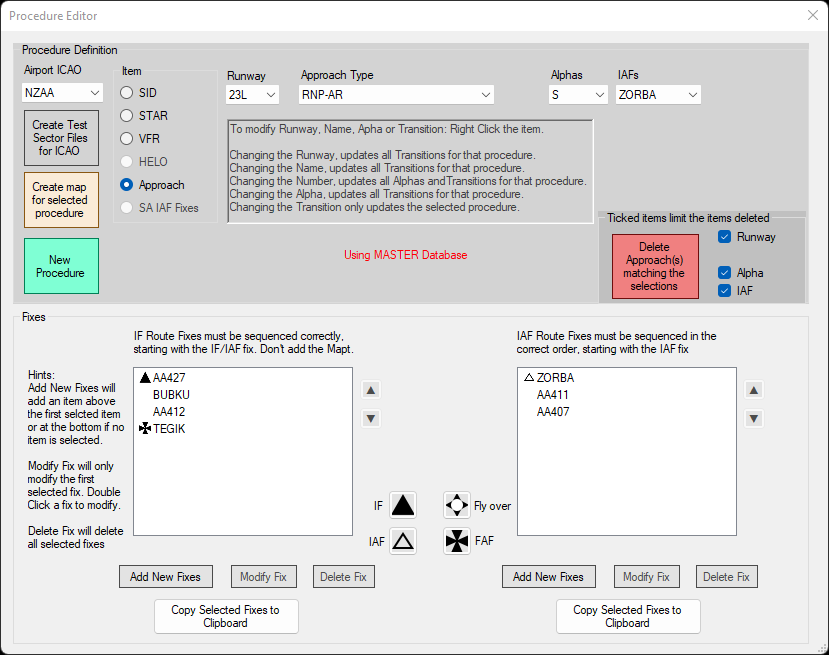 Procedure Editor
Procedure Definition
Airport ICAO
NZAA
Item
SID
STAR
VFR
HELO
Approach
SA IAF Fixes
Runway
23L
Approach Type
RNP-AR
Alphas
S
IAFs
ZORBA
Create Test
Sector Files
for ICAO
Create map
for selected
procedure
New
Procedure
To modify Runway, Name, Apha or Transition: Right Click the item.
Changing the Runway, updates all Transitions for that procedure.
Changing the Name, updates all Transitions for that procedure.
Changing the Number, updates all Alphas and Transitions for that procedure.
Changing the Alpha, updates all Transitions for that procedure.
Changing the Transition only updates the selected procedure.
Using MASTER Database
Ticked items limit the items deleted
Delete
Approach(s)
matching the
selections
Runway
Alpha
IAF
Fixes
IF Route Fixes must be sequenced correctly,
starting with the IF/IAF fix. Don't add the Mapt.
IAF Route Fixes must be sequenced in the
correct order, starting with the IAF fix
Hints:
Add New Fixes will
add an item above
the first selcted item
or at the bottom if no
item is selected.
Modify Fix will only
modify the first
selected fix. Double
Click a fix to modify.
Delete Fix will delete
all selected fixes
AA427
BUBKU
AA412
TEGIK
ZORBA
AA411
AA407
IF
Fly over
IAF
FAF
Add New Fixes
Modify Fix
Delete Fix
Copy Selected Fixes to
Clipboard
Add New Fixes
Modify Fix
Delete Fix
Copy Selected Fixes to
Clipboard